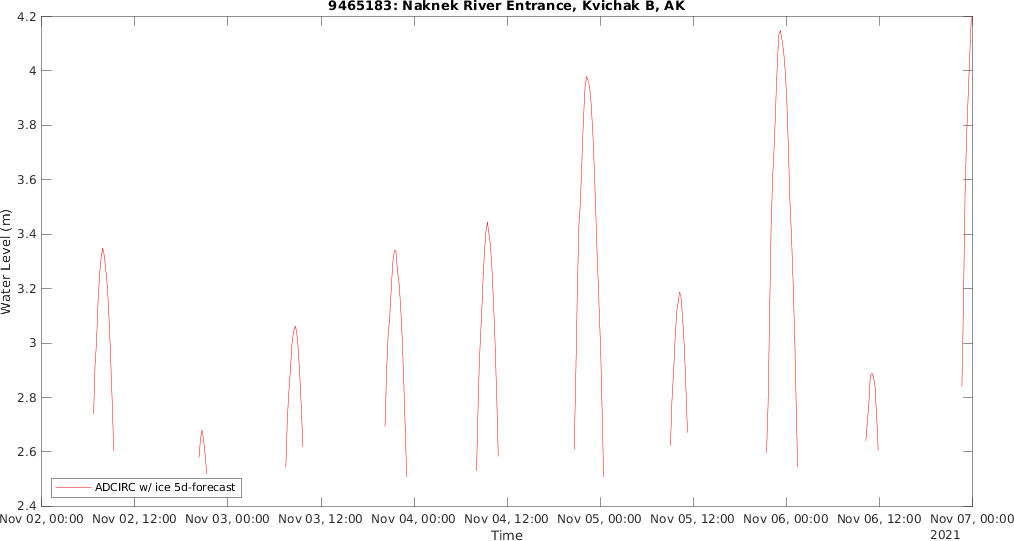 9465183: Naknek River Entrance, Kvichak B, AK
Water Level (m)
4.2
4
3.8
3.6
3.4
3.2
3
2.8
2.6
2.4
ADCIRC w/ ice 5d-forecast
Nov 02, 00:00 Nov 02, 12:00 Nov 03, 00:00 Nov 03, 12:00 Nov 04, 00:00 Nov 04, 12:00 Nov 05, 00:00 Nov 05, 12:00 Nov 06, 00:00 Nov 06, 12:00 Nov 07, 00:00
Time
2021